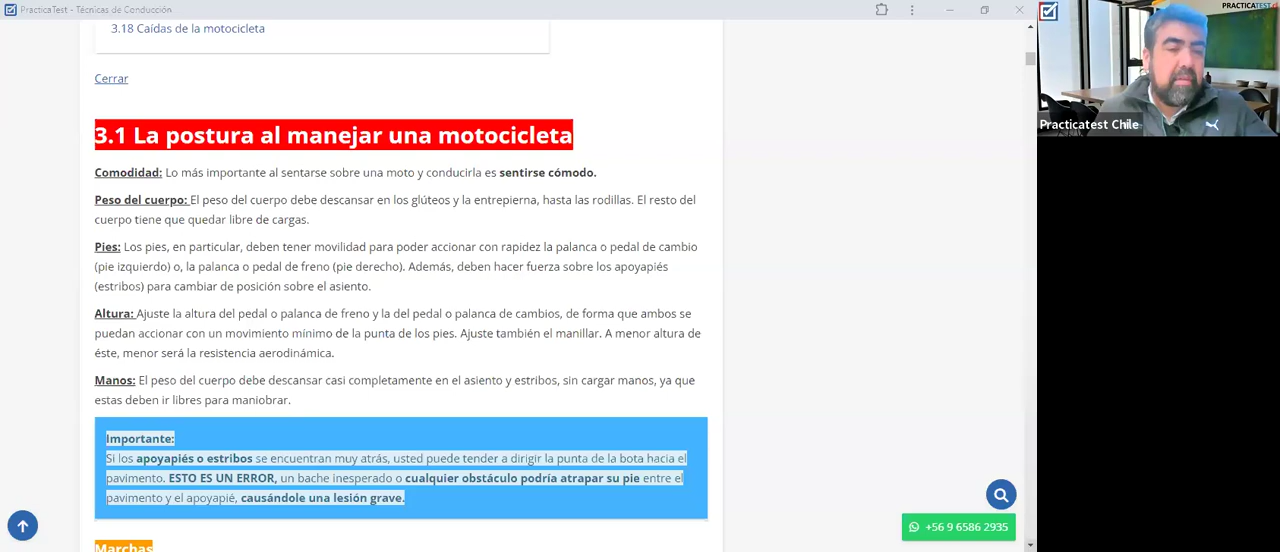 PracticaTest - Técnicas de Conducción
3.18 Caídas de la motocicleta
Cerrar
3.1 La postura al manejar una motocicleta
Comodidad: Lo más importante al sentarse sobre una moto y conducirla es sentirse cómodo.
Peso del cuerpo: El peso del cuerpo debe descansar en los glúteos y la entrepierna, hasta las rodillas. El resto del
cuerpo tiene que quedar libre de cargas.
Pies: Los pies, en particular, deben tener movilidad para poder accionar con rapidez la palanca o pedal de cambio
(pie izquierdo) o, la palanca o pedal de freno (pie derecho). Además, deben hacer fuerza sobre los apoyapiés
(estribos) para cambiar de posición sobre el asiento.
Altura: Ajuste la altura del pedal o palanca de freno y la del pedal o palanca de cambios, de forma que ambos se
puedan accionar con un movimiento mínimo de la punta de los pies. Ajuste también el manillar. A menor altura de
éste, menor será la resistencia aerodinámica.
Manos: El peso del cuerpo debe descansar casi completamente en el asiento y estribos, sin cargar manos, ya que
estas deben ir libres para maniobrar.
Importante:
Si los apoyapiés o estribos se encuentran muy atrás, usted puede tender a dirigir la punta de la bota hacia el
pavimento. ESTO ES UN ERROR, un bache inesperado o cualquier obstáculo podría atrapar su pie entre el
pavimento y el apoyapié, causándole una lesión grave.
Marchas
+56 9 6586 2935
PRACTICATEST.cl
Practicatest Chile